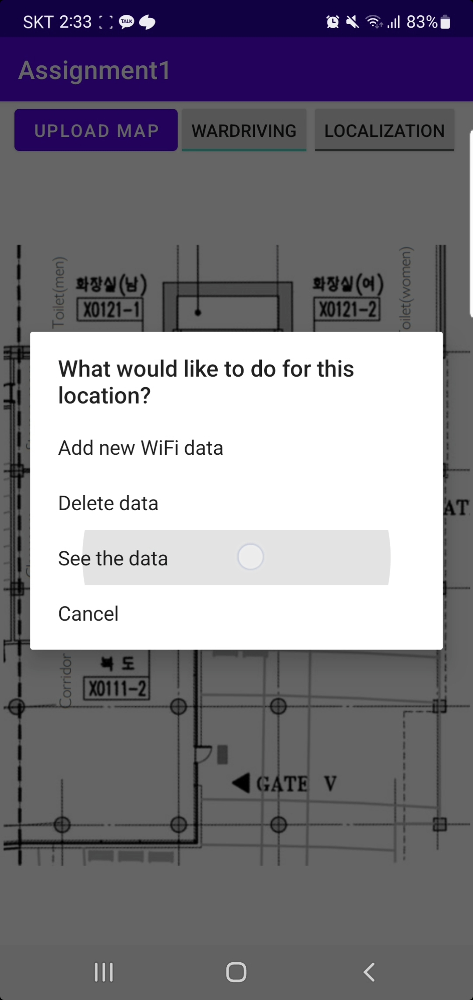 SKT 2:33 TALK 83%
Assignment1
UPLOAD MAP WARDRIVING LOCALIZATION
Toilet(men)
화장실(남)
X0121-1
화장실(여)
X0121-2
oilet(women)
What would like to do for this
location?
Add new WiFi data
Delete data
See the data
Cancel
AT
Corridor
복 도
X0111-2
GATE V